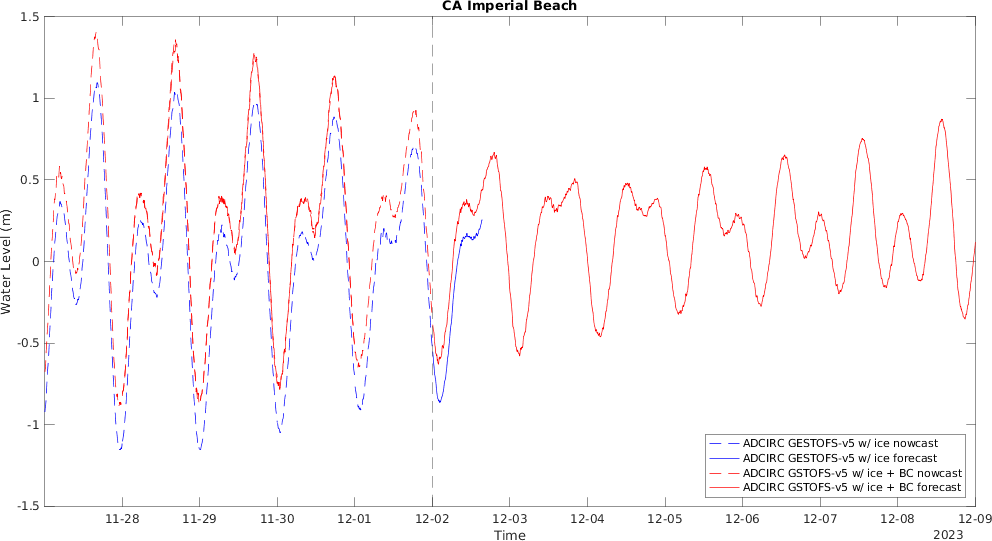 CA Imperial Beach
1.5
1
0.5
0
-0.5
-1
-1.5
Water Level (m)
11-28 11-29 11-30 12-01 12-02 12-03 12-04 12-05 12-06 12-07 12-08 12-09
Time
2023
ADCIRC GESTOFS-v5 w/ ice nowcast
ADCIRC GESTOFS-v5 w/ ice forecast
ADCIRC GSTOFS-v5 w/ ice + BC nowcast
ADCIRC GSTOFS-v5 w/ ice + BC forecast